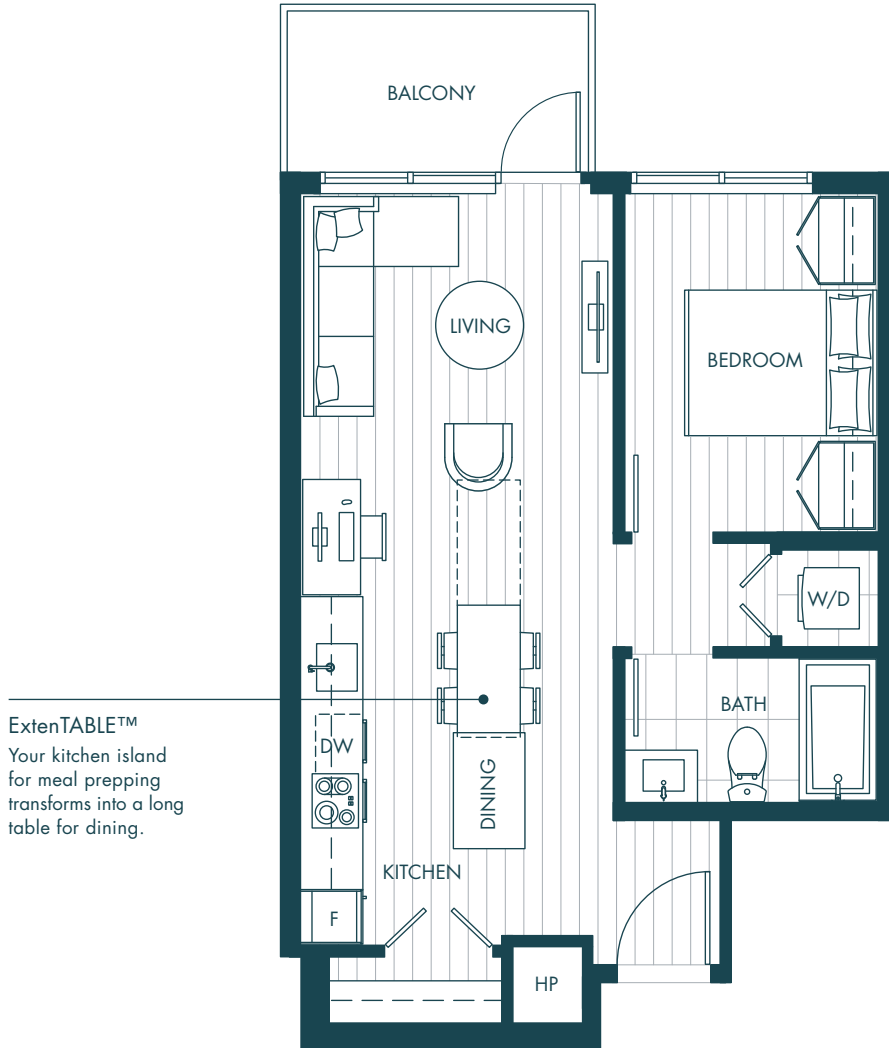 BALCONY
LIVING
BEDROOM
W/D
BATH
ExtenTABLE™
Your kitchen island
for meal prepping
transforms into a long
table for dining.
DW
DINING
KITCHEN
F
HP